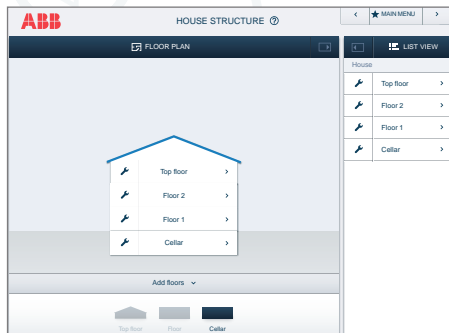 ABB
HOUSE STRUCTURE ?
MAIN MENU
FLOOR PLAN
LIST VIEW
House
Top floor
Floor 2
Floor 1
Cellar
Top floor
Floor 2
Floor 1
Cellar
Add floors
Top floor
Floor
Cellar